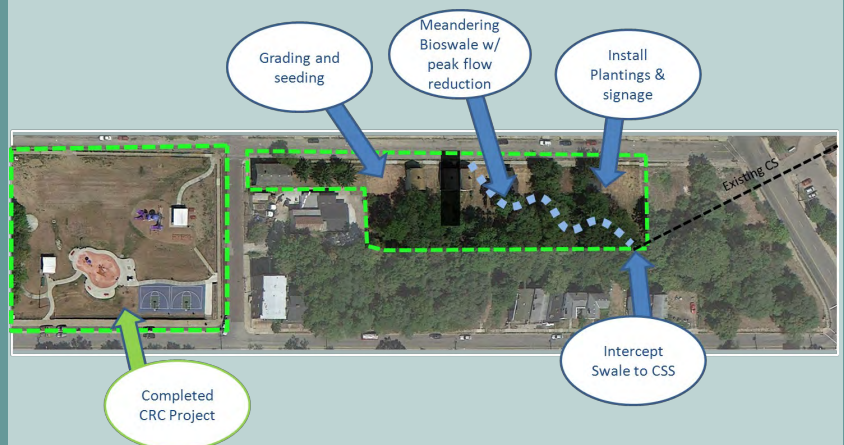 Meandering
Bioswale w/
peak flow
reduction
Grading and
seeding
Install
Plantings &
signage
Existing CS
Intercept
Swale to CSS
Completed
CRC Project